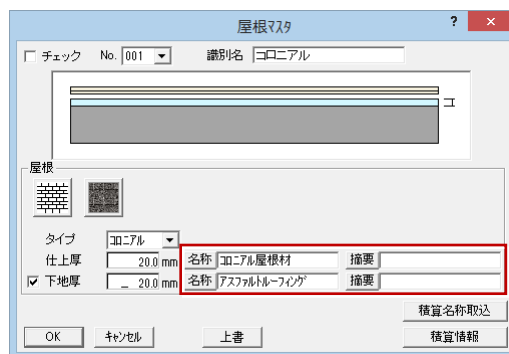 屋根ﾏｽﾀ ? x
チェック No. 001 識別名 コロニアル
コ
屋根
タイプ ｺﾛﾆｱﾙ
仕上厚 20.0 mm 名称 ｺﾛﾆｱﾙ屋根材 摘要
下地厚 20.0 mm 名称 ｱｽﾌｧﾙﾄﾙｰﾌｨﾝｸﾞ 摘要
積算名称取込
OK ｷｬﾝｾﾙ 上書 積算情報